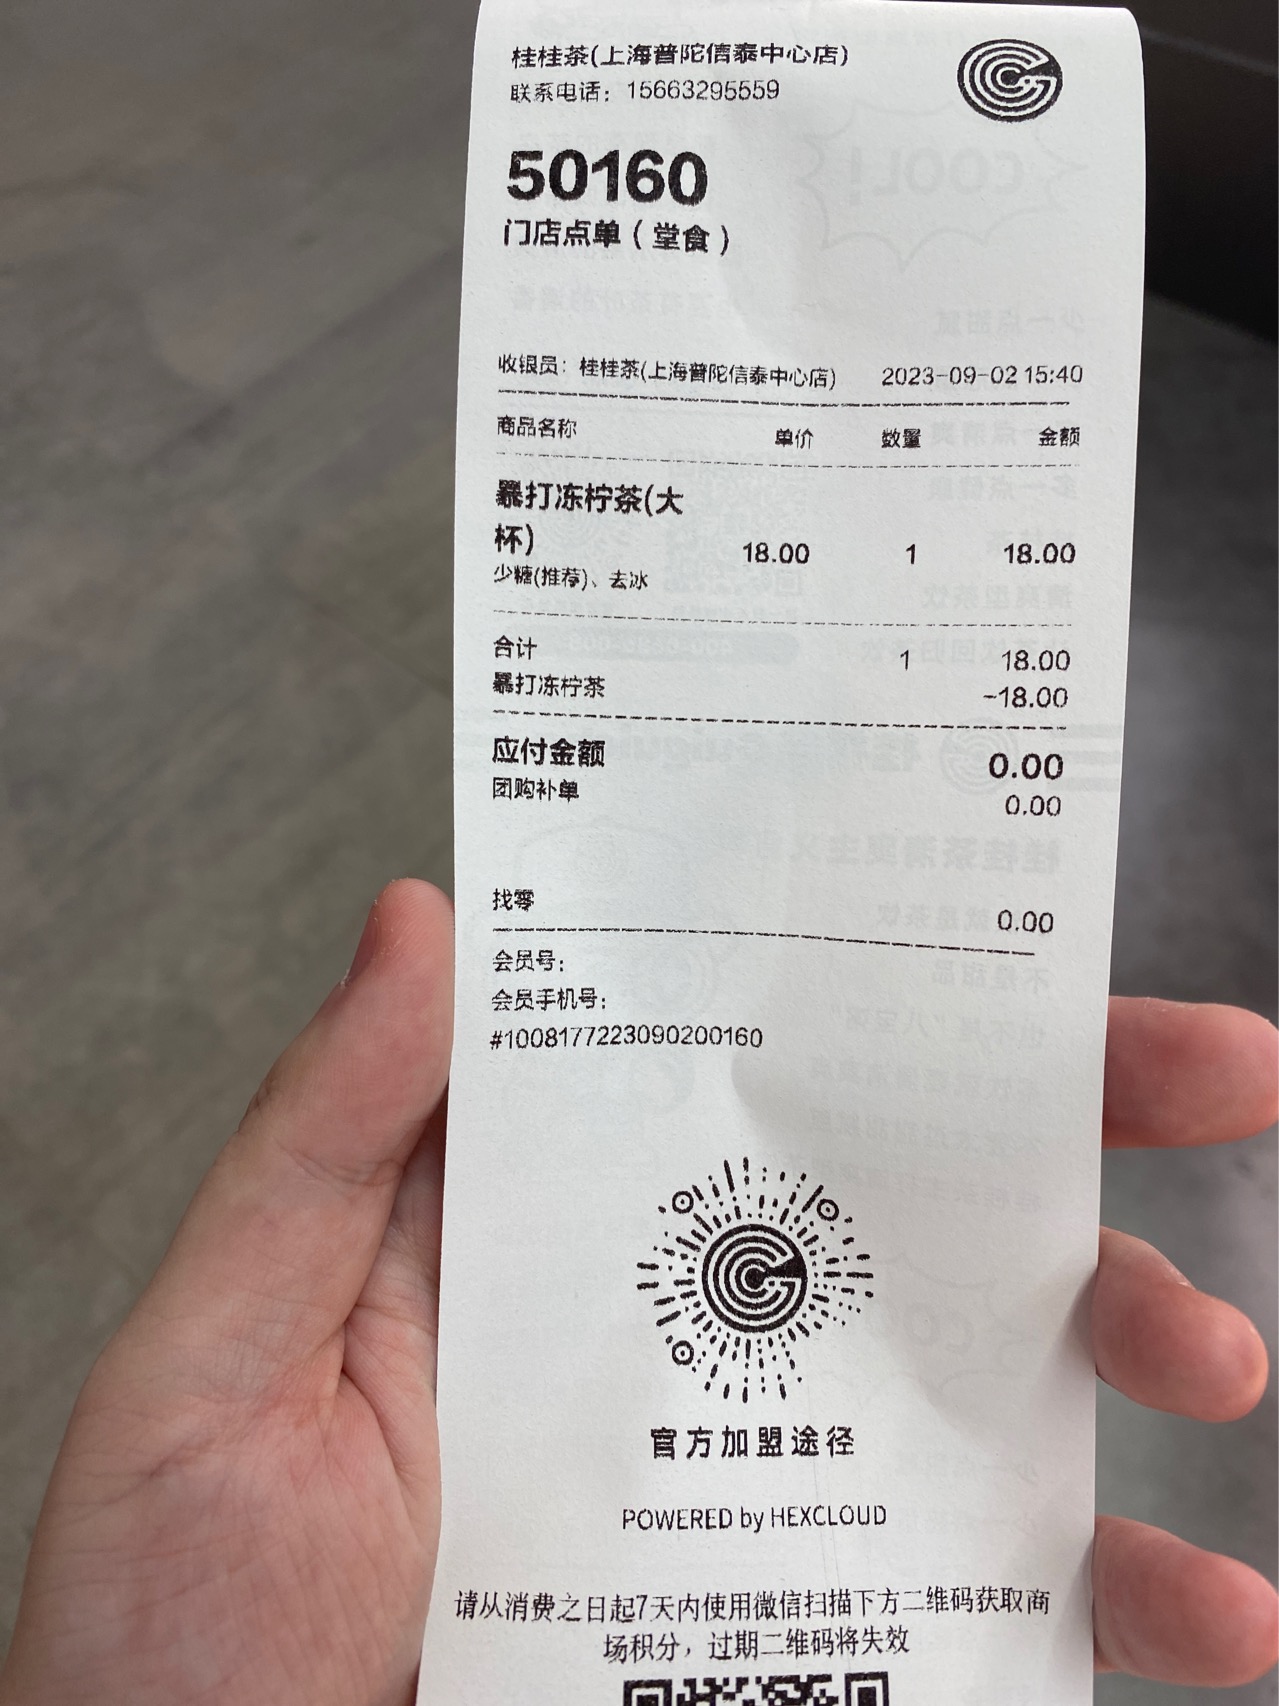 桂桂茶(上海普陀信泰中心店)
联系电话：15663295559
50160
门店点单（堂食）
收银员：桂桂茶(上海普陀信泰中心店) 2023-09-02 15:40
商品名称 单价 数量 金额
暴打冻柠茶(大
杯) 18.00 1 18.00
少糖(推荐)、去冰
合计 1 18.00
暴打冻柠茶 -18.00
应付金额 0.00
团购补单 0.00
找零 0.00
会员号：
会员手机号：
#1008177223090200160
官方加盟途径
POWERED by HEXCLOUD
请从消费之日起7天内使用微信扫描下方二维码获取商
场积分，过期二维码将失效